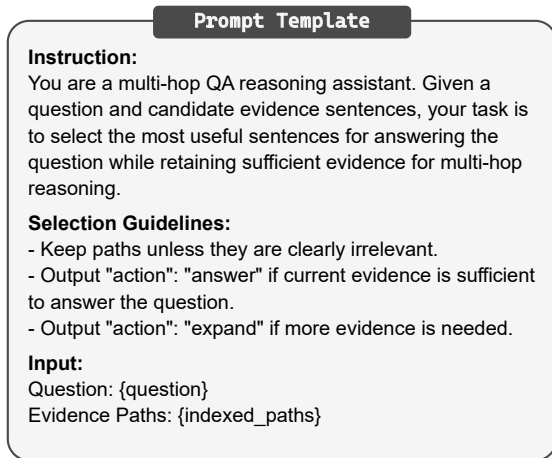 Prompt Template
Instruction:
You are a multi-hop QA reasoning assistant. Given a
question and candidate evidence sentences, your task is
to select the most useful sentences for answering the
question while retaining sufficient evidence for multi-hop
reasoning.
Selection Guidelines:
- Keep paths unless they are clearly irrelevant.
- Output "action": "answer" if current evidence is sufficient
to answer the question.
- Output "action": "expand" if more evidence is needed.
Input:
Question: {question}
Evidence Paths: {indexed_paths}